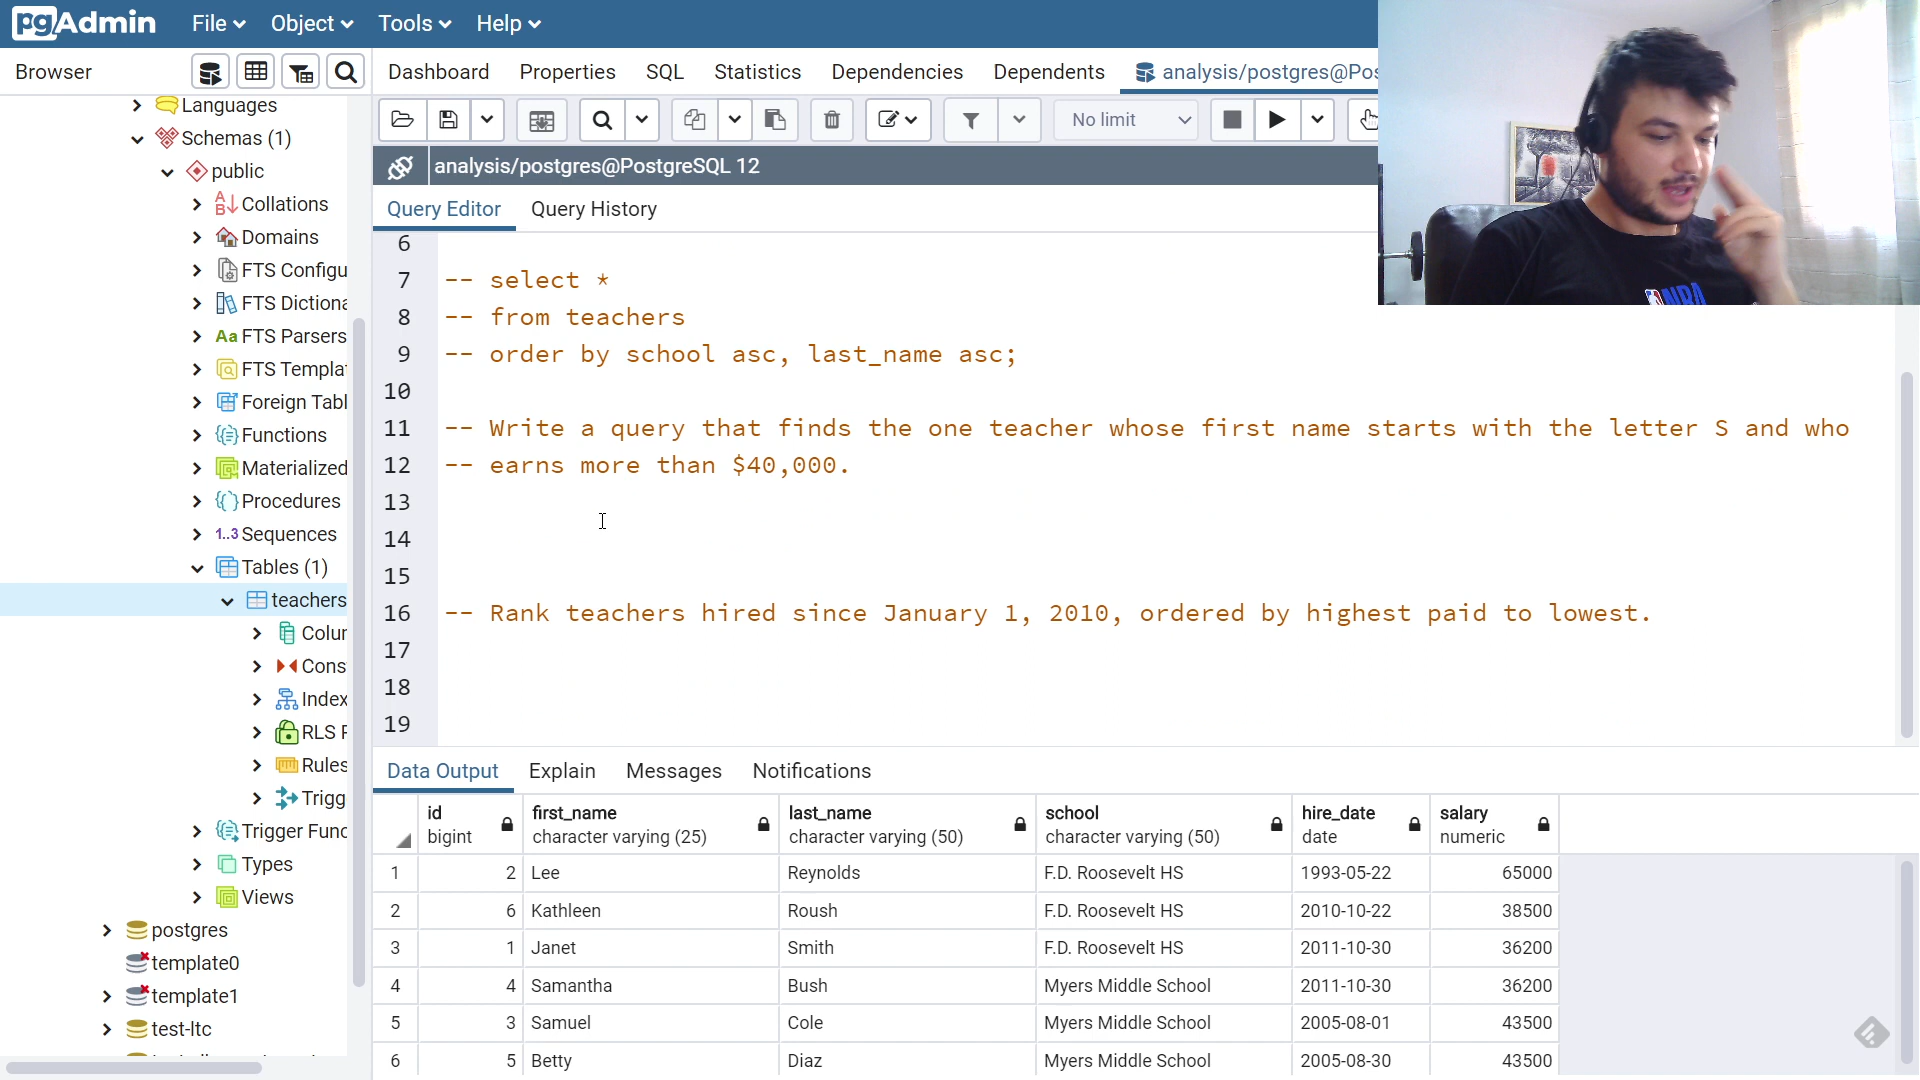 pgAdmin
File
Object
Tools
Help
Browser
Dashboard
Properties
SQL
Statistics
Dependencies
Dependents
analysis/postgres@Pos
No limit
analysis/postgres@PostgreSQL 12
Query Editor
Query History
Languages
Schemas (1)
public
Collations
Domains
FTS Configu
FTS Dictiona
Aa FTS Parsers
FTS Templat
Foreign Tabl
Functions
Materialized
Procedures
1..3 Sequences
Tables (1)
teachers
Colur
Cons
Index
RLS
Rules
Trigg
Trigger Func
Types
Views
postgres
template0
template1
test-ltc
6
7 -- select *
8 -- from teachers
9 -- order by school asc, last_name asc;
10
11 -- Write a query that finds the one teacher whose first name starts with the letter S and who
12 -- earns more than $40,000.
13
14
15
16 -- Rank teachers hired since January 1, 2010, ordered by highest paid to lowest.
17
18
19
NBA
Data Output
Explain
Messages
Notifications
id first_name last_name school hire_date salary
bigint character varying (25) character varying (50) character varying (50) date numeric
1 2 Lee Reynolds F.D. Roosevelt HS 1993-05-22 65000
2 6 Kathleen Roush F.D. Roosevelt HS 2010-10-22 38500
3 1 Janet Smith F.D. Roosevelt HS 2011-10-30 36200
4 4 Samantha Bush Myers Middle School 2011-10-30 36200
5 3 Samuel Cole Myers Middle School 2005-08-01 43500
6 5 Betty Diaz Myers Middle School 2005-08-30 43500